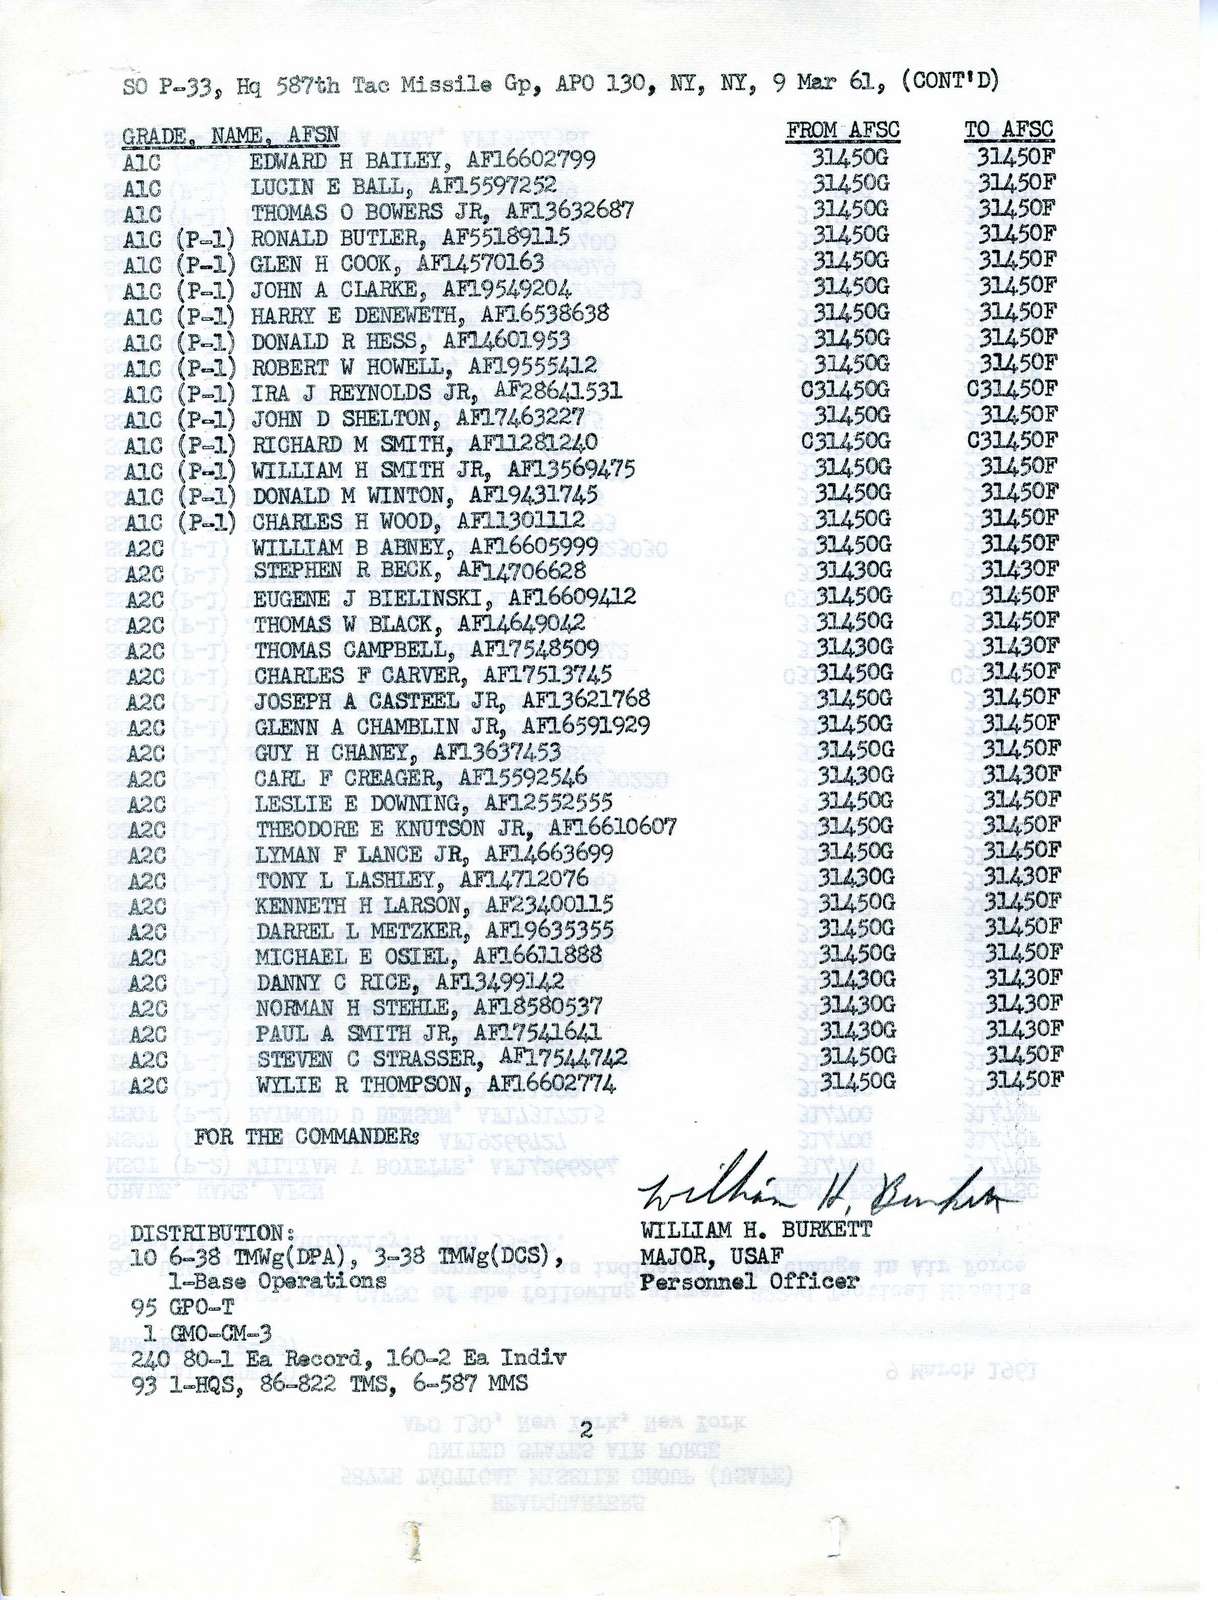 SO P-33, Hq 587th Tac Missile Gp, APO 130, NY, NY, 9 Mar 61, (CONT'D)
GRADE, NAME, AFSN FROM AFSC TO AFSC
A1C EDWARD H BAILEY, AF16602799 31450G 31450F
A1C LUCIN E BALL, AF15597252 31450G 31450F
A1C THOMAS O BOWERS JR, AF13632687 31450G 31450F
A1C (P-1) RONALD BUTLER, AF55189115 31450G 31450F
A1C (P-1) GLEN H COOK, AF14570163 31450G 31450F
A1C (P-1) JOHN A CLARKE, AF19549204 31450G 31450F
A1C (P-1) HARRY E DENEWETH, AF16538638 31450G 31450F
A1C (P-1) DONALD R HESS, AF14601953 31450G 31450F
A1C (P-1) ROBERT W HOWELL, AF19555412 31450G 31450F
A1C (P-1) IRA J REYNOLDS JR, AF28641531 C31450G C31450F
A1C (P-1) JOHN D SHELTON, AF17463227 31450G 31450F
A1C (P-1) RICHARD M SMITH, AF11281240 C31450G C31450F
A1C (P-1) WILLIAM H SMITH JR, AF13569475 31450G 31450F
A1C (P-1) DONALD M WINTON, AF19431745 31450G 31450F
A1C (P-1) CHARLES H WOOD, AF11301112 31450G 31450F
A2C WILLIAM B ABNEY, AF16605999 31450G 31450F
A2C STEPHEN R BECK, AF14706628 31430G 31430F
A2C EUGENE J BIELINSKI, AF16609412 31450G 31450F
A2C THOMAS W BLACK, AF14649042 31450G 31450F
A2C THOMAS CAMPBELL, AF17548509 31430G 31430F
A2C CHARLES F CARVER, AF17513745 31450G 31450F
A2C JOSEPH A CASTEEL JR, AF13621768 31450G 31450F
A2C GLENN A CHAMBLIN JR, AF16591929 31450G 31450F
A2C GUY H CHANEY, AF13637453 31450G 31450F
A2C CARL F CREAGER, AF15592546 31430G 31430F
A2C LESLIE E DOWNING, AF12552555 31450G 31450F
A2C THEODORE E KNUTSON JR, AF16610607 31450G 31450F
A2C LYMAN F LANCE JR, AF14663699 31450G 31450F
A2C TONY L LASHLEY, AF14712076 31430G 31430F
A2C KENNETH H LARSON, AF23400115 31450G 31450F
A2C DARREL L METZKER, AF19635355 31450G 31450F
A2C MICHAEL E OSIEL, AF16611888 31450G 31450F
A2C DANNY C RICE, AF13499142 31430G 31430F
A2C NORMAN H STEHLE, AF18580537 31430G 31430F
A2C PAUL A SMITH JR, AF17541641 31430G 31430F
A2C STEVEN C STRASSER, AF17544742 31450G 31450F
A2C WYLIE R THOMPSON, AF16602774 31450G 31450F
FOR THE COMMANDER:
William H. Burkett
WILLIAM H. BURKETT
MAJOR, USAF
Personnel Officer
DISTRIBUTION:
10 6-38 TMWg(DPA), 3-38 TMWg(DCS),
1-Base Operations
95 GPO-T
1 GMO-CM-3
240 80-1 Ea Record, 160-2 Ea Indiv
93 1-HQS, 86-822 TMS, 6-587 MMS
2